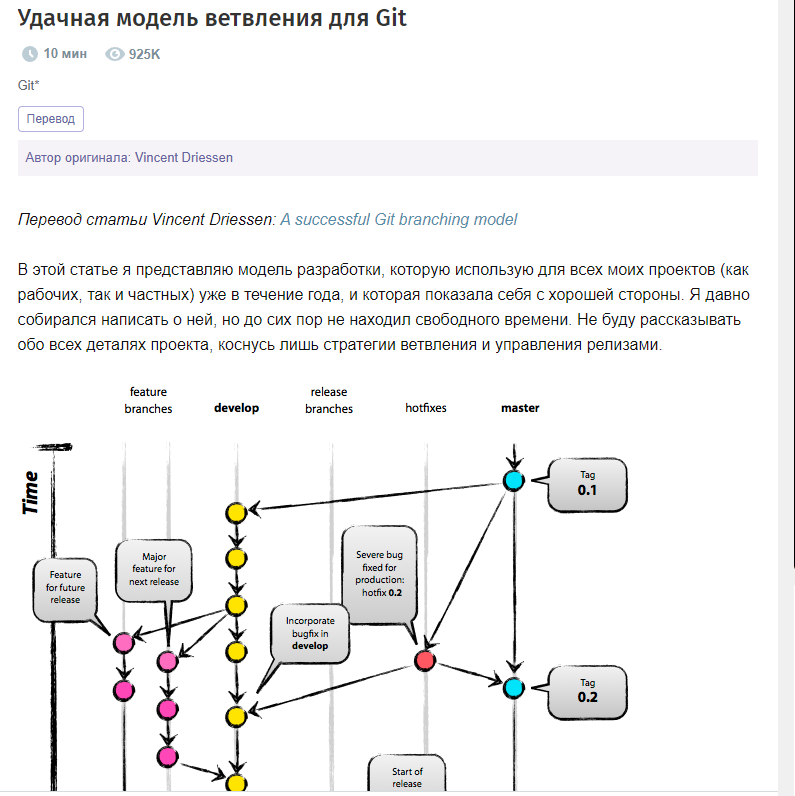 Удачная модель ветвления для Git
10 мин 925K
Git*
Перевод
Автор оригинала: Vincent Driessen
Перевод статьи Vincent Driessen: A successful Git branching model
В этой статье я представляю модель разработки, которую использую для всех моих проектов (как
рабочих, так и частных) уже в течение года, и которая показала себя с хорошей стороны. Я давно
собирался написать о ней, но до сих пор не находил свободного времени. Не буду рассказывать
обо всех деталях проекта, коснусь лишь стратегии ветвления и управления релизами.
feature
branches
develop
release
branches
hotfixes
master
Time
Tag
0.1
Major
feature for
next release
Severe bug
fixed for
production:
hotfix 0.2
Feature
for future
release
Incorporate
bugfix in
develop
Tag
0.2
Start of
release